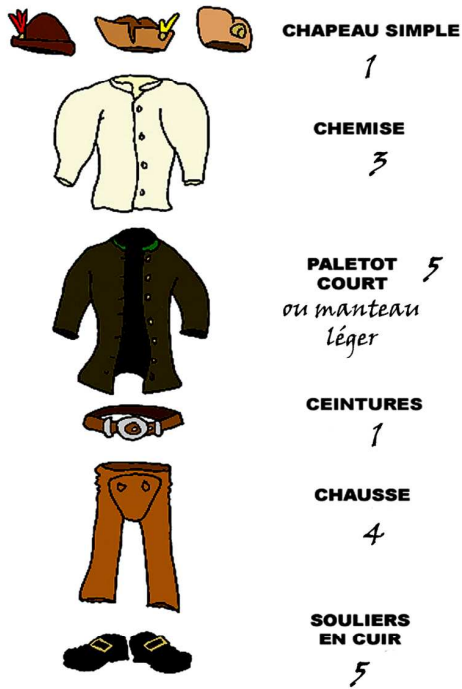 CHAPEAU SIMPLE
1
CHEMISE
3
PALETOT 5
COURT
ou manteau
léger
CEINTURES
1
CHAUSSE
4
SOULIERS
EN CUIR
5